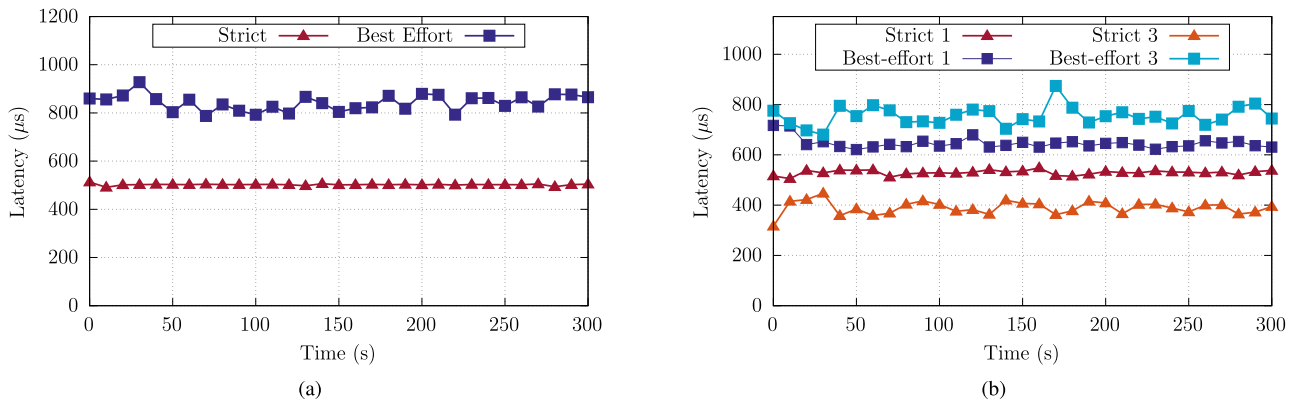 Strict Best Effort
1200
1000
800
600
400
200
0
Latency (μs)
0 50 100 150 200 250 300
Time (s)
(a)
Strict 1 Strict 3
Best-effort 1 Best-effort 3
1000
800
600
400
200
0
Latency (μs)
0 50 100 150 200 250 300
Time (s)
(b)